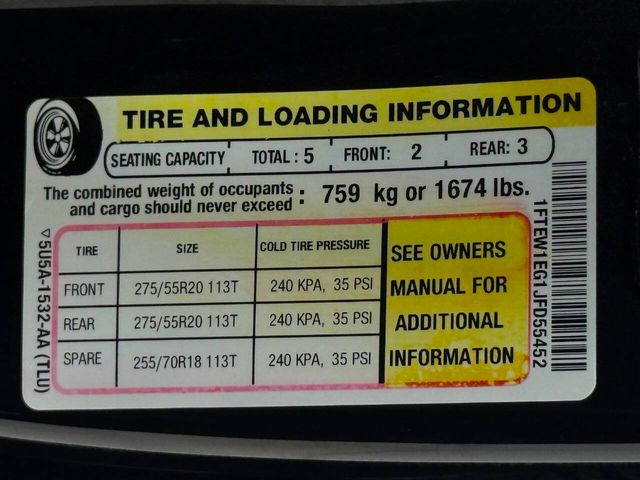 TIRE AND LOADING INFORMATION
SEATING CAPACITY TOTAL : 5 FRONT: 2 REAR: 3
The combined weight of occupants
and cargo should never exceed : 759 kg or 1674 lbs.
TIRE SIZE COLD TIRE PRESSURE
FRONT 275/55R20 113T 240 KPA, 35 PSI
REAR 275/55R20 113T 240 KPA, 35 PSI
SPARE 255/70R18 113T 240 KPA, 35 PSI
SEE OWNERS
MANUAL FOR
ADDITIONAL
INFORMATION
5U5A-1532-AA (TLU)
1FTEW1EG1JFD55452